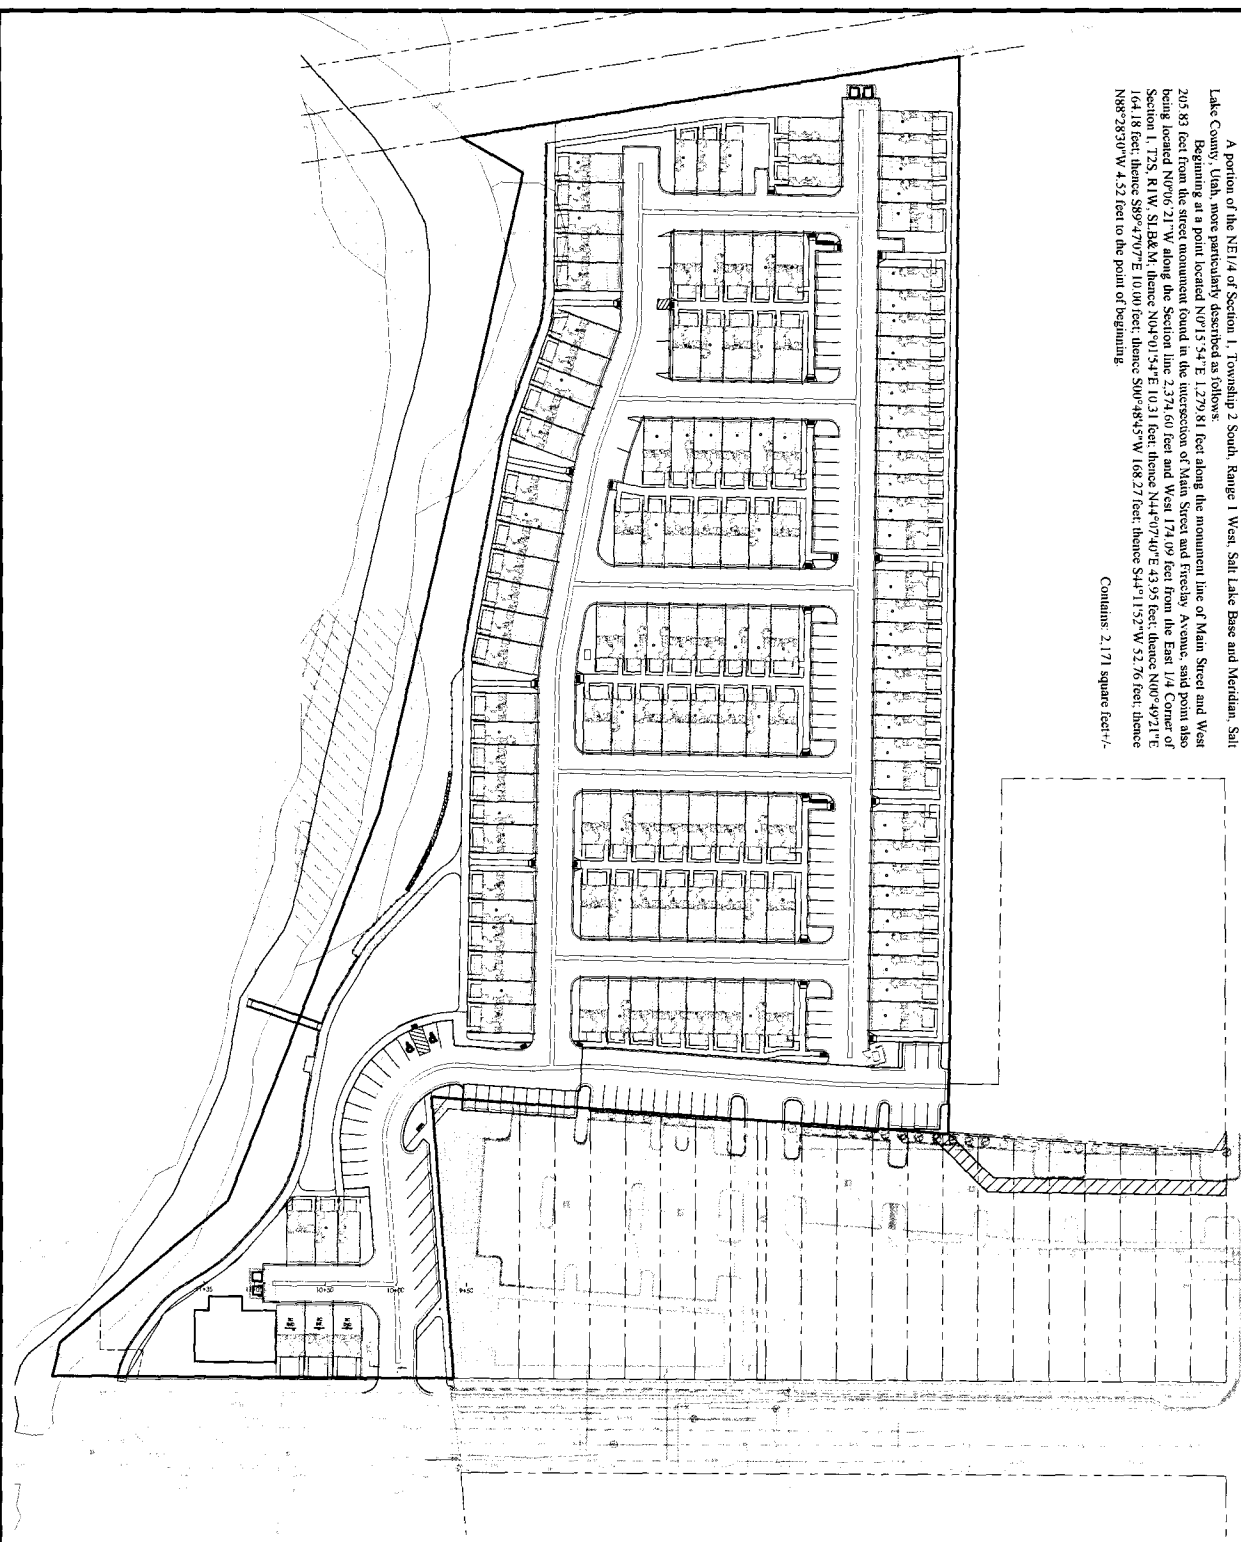 A portion of the NE1/4 of Section 1, Township 2 South, Range 1 West, Salt Lake Base and Meridian, Salt
Lake County, Utah, more particularly described as follows:
Beginning at a point located N0°15'54"E 1,279.81 feet along the monument line of Main Street and West
205.83 feet from the street monument found in the intersection of Main Street and Fireclay Avenue, said point also
being located N0°06'21"W along the Section line 2,374.60 feet and West 174.09 feet from the East 1/4 Corner of
Section 1, T2S, R1W, SLB&M; thence N04°01'54"E 10.31 feet; thence N44°07'40"E 43.95 feet; thence N00°49'21"E
164.18 feet; thence S89°47'07"E 10.00 feet; thence S00°48'45"W 168.27 feet; thence S44°11'52"W 52.76 feet; thence
N88°28'30"W 4.52 feet to the point of beginning.
Contains: 2,171 square feet+/-
11+35
10+50
10+00
9+50